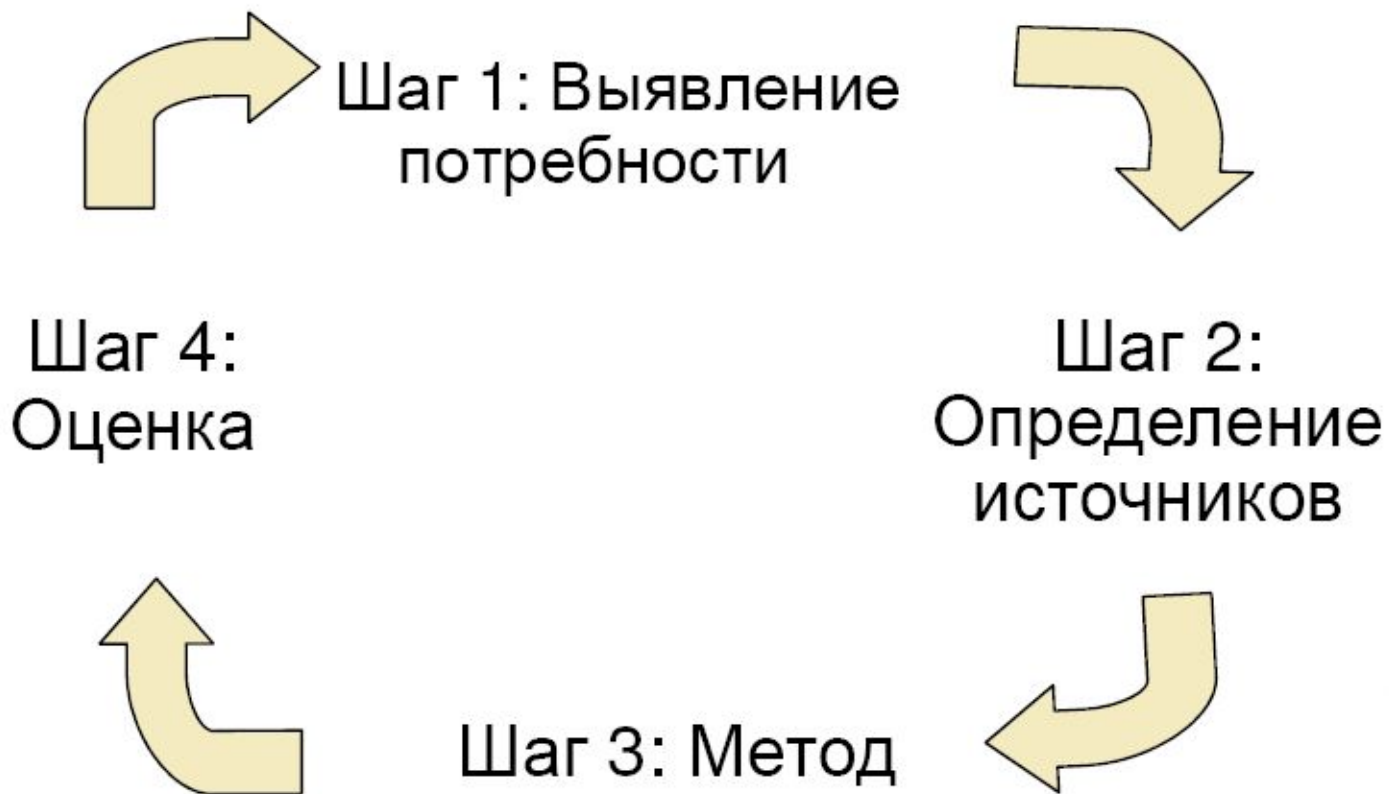 Шаг 1: Выявление
потребности
Шаг 2:
Определение
источников
Шаг 3: Метод
Шаг 4:
Оценка